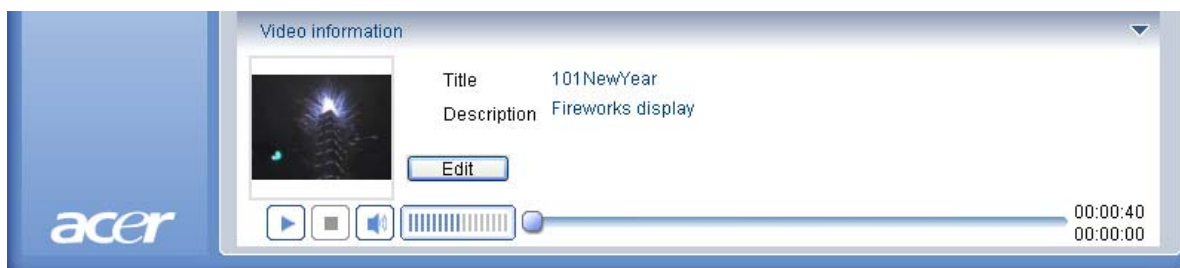 Video information
Title 101NewYear
Description Fireworks display
Edit
acer
00:00:40
00:00:00